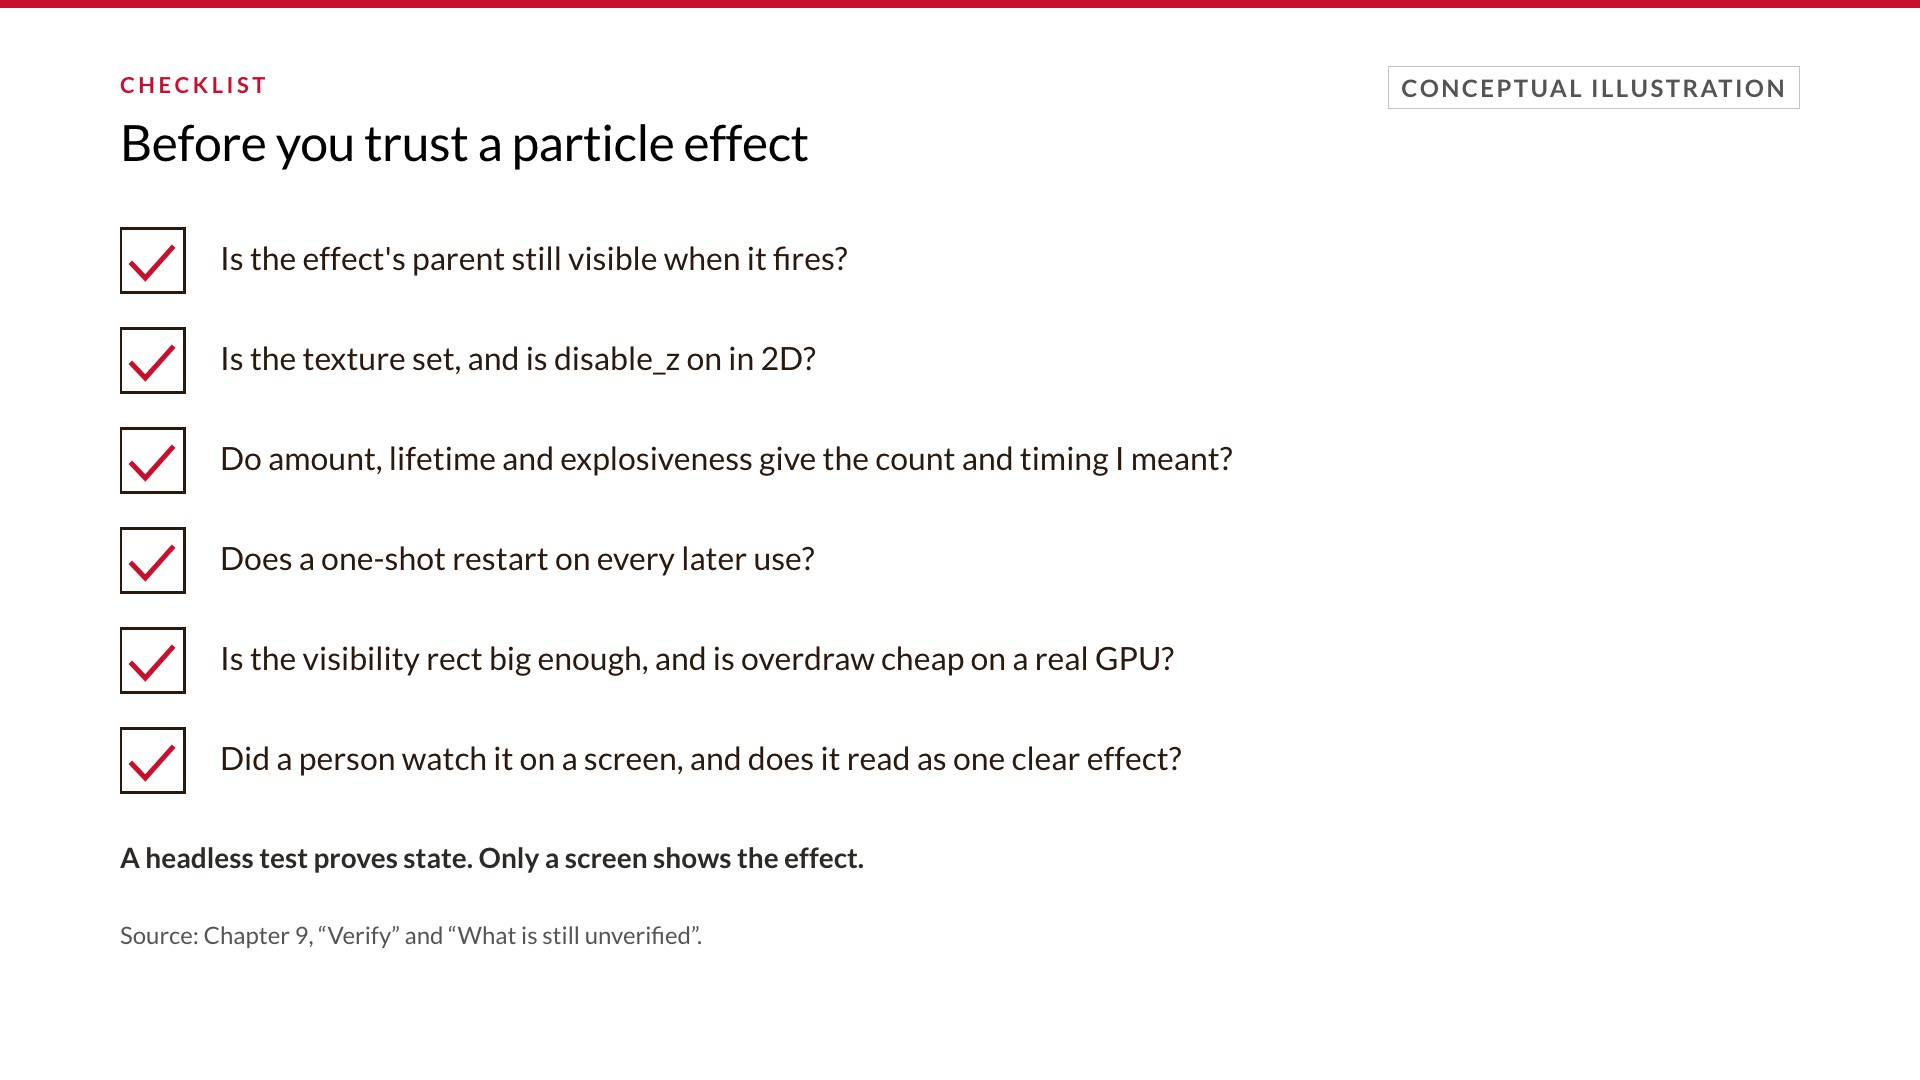 CHECKLIST
CONCEPTUAL ILLUSTRATION
Before you trust a particle effect
Is the effect's parent still visible when it fires?
Is the texture set, and is disable_z on in 2D?
Do amount, lifetime and explosiveness give the count and timing I meant?
Does a one-shot restart on every later use?
Is the visibility rect big enough, and is overdraw cheap on a real GPU?
Did a person watch it on a screen, and does it read as one clear effect?
A headless test proves state. Only a screen shows the effect.
Source: Chapter 9, “Verify” and “What is still unverified”.